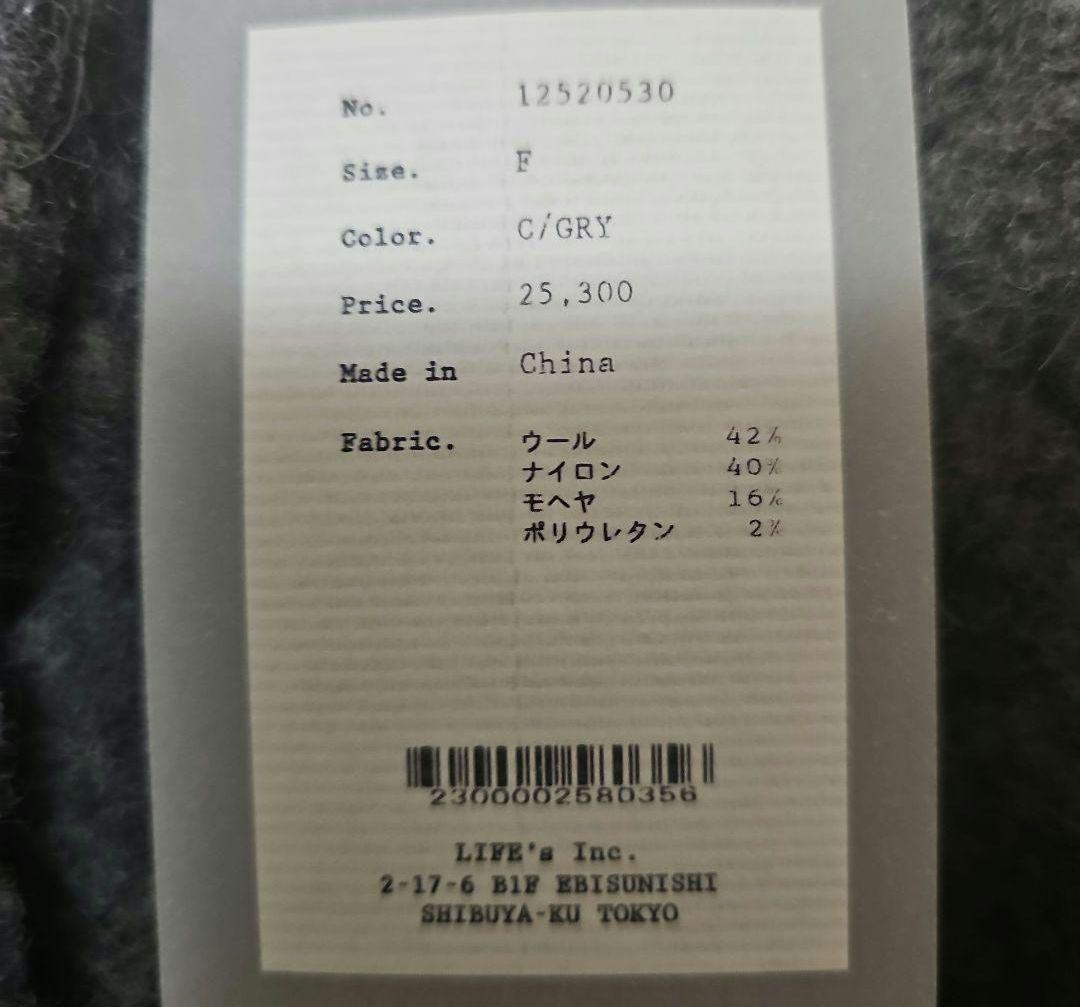 No. 12520530
Size. F
Color. C/GRY
Price. 25,300
Made in China
Fabric. ウール 42%
ナイロン 40%
モヘヤ 16%
ポリウレタン 2%
2300002580356
LIFE's Inc.
2-17-6 B1F EBISUNISHI
SHIBUYA-KU TOKYO